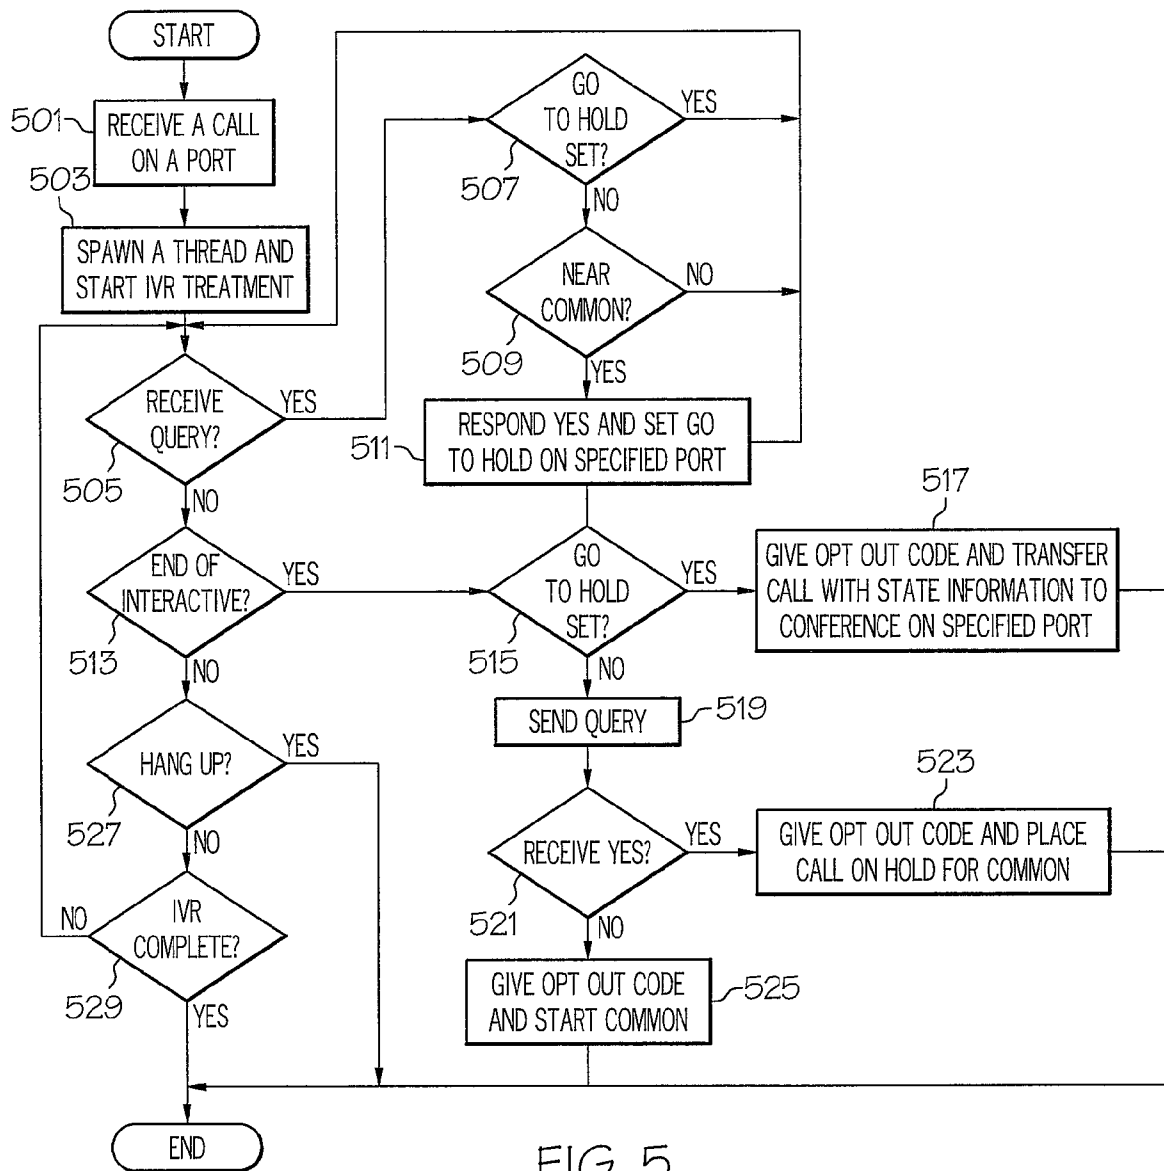 START
501
RECEIVE A CALL
ON A PORT
503
SPAWN A THREAD AND
START IVR TREATMENT
RECEIVE
QUERY?
YES
505
NO
GO
TO HOLD
SET?
YES
507
NO
NEAR
COMMON?
NO
509
YES
511
RESPOND YES AND SET GO
TO HOLD ON SPECIFIED PORT
END OF
INTERACTIVE?
YES
513
NO
GO
TO HOLD
SET?
YES
515
NO
517
GIVE OPT OUT CODE AND TRANSFER
CALL WITH STATE INFORMATION TO
CONFERENCE ON SPECIFIED PORT
SEND QUERY
519
HANG UP?
YES
527
NO
RECEIVE YES?
YES
521
NO
523
GIVE OPT OUT CODE AND PLACE
CALL ON HOLD FOR COMMON
NO
IVR
COMPLETE?
529
YES
GIVE OPT OUT CODE
AND START COMMON
525
END
FIG. 5